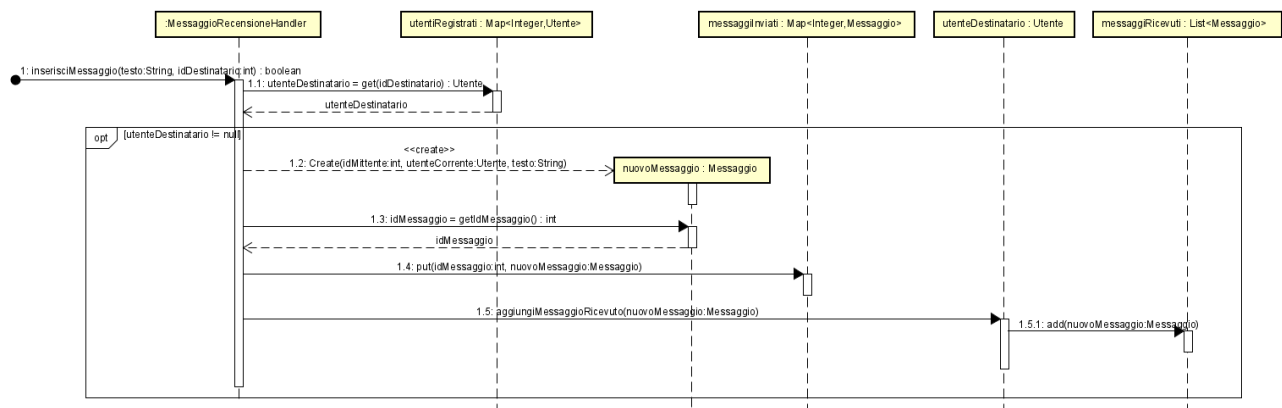 :MessaggioRecensioneHandler
utentiRegistrati : Map<Integer,Utente>
messaggiInviati : Map<Integer,Messaggio>
utenteDestinatario : Utente
messaggiRicevuti : List<Messaggio>
1: inserisciMessaggio(testo:String, idDestinatario:int) : boolean
1.1: utenteDestinatario = get(idDestinatario) : Utente
utenteDestinatario
opt
[utenteDestinatario != null]
<<create>>
1.2: Create(idMittente:int, utenteCorrente:Utente, testo:String)
nuovoMessaggio : Messaggio
1.3: idMessaggio = getIdMessaggio() : int
idMessaggio
1.4: put(idMessaggio:int, nuovoMessaggio:Messaggio)
1.5: aggiungiMessaggioRicevuto(nuovoMessaggio:Messaggio)
1.5.1: add(nuovoMessaggio:Messaggio)